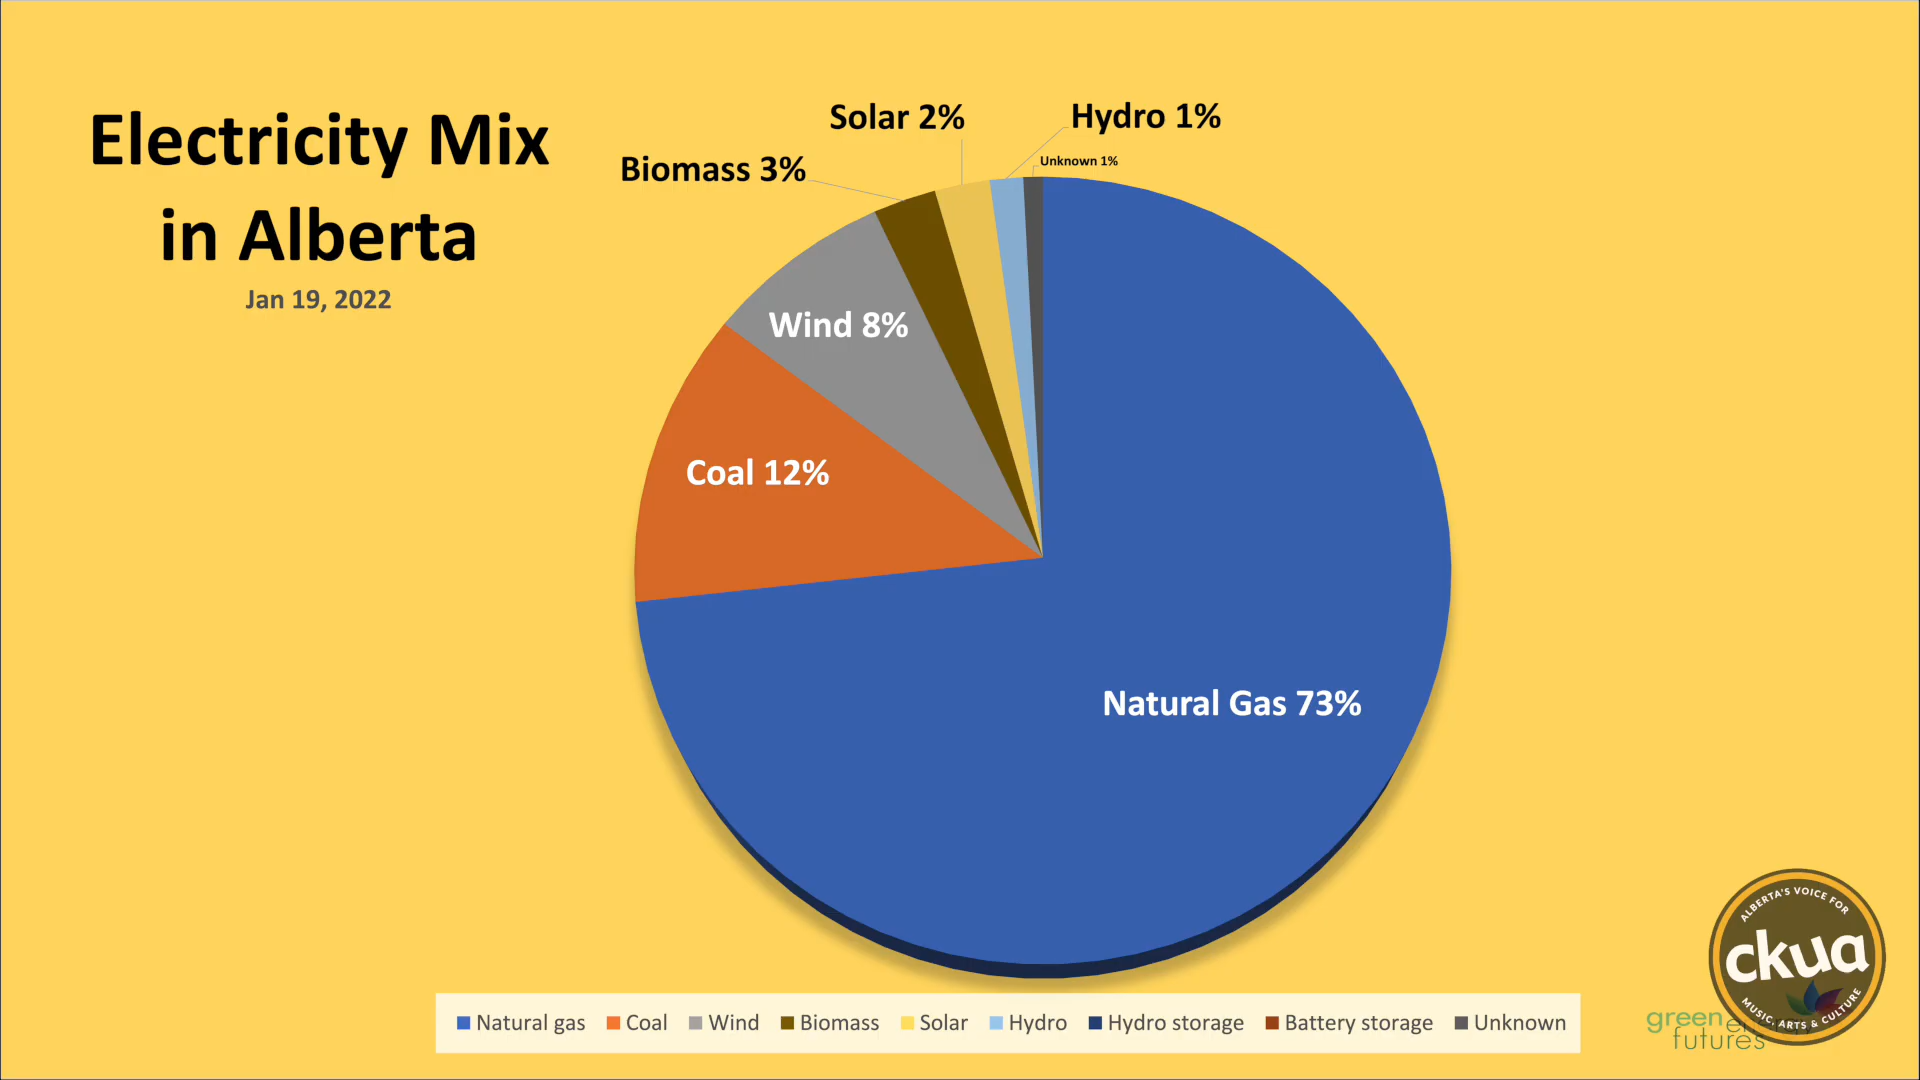 Electricity Mix
in Alberta
Jan 19, 2022
Solar 2%
Hydro 1%
Biomass 3%
Unknown 1%
Wind 8%
Coal 12%
Natural Gas 73%
Natural gas Coal Wind Biomass Solar Hydro Hydro storage Battery storage Unknown
ALBERTA'S VOICE FOR
ckua
MUSIC, ARTS & CULTURE
green energy
futures